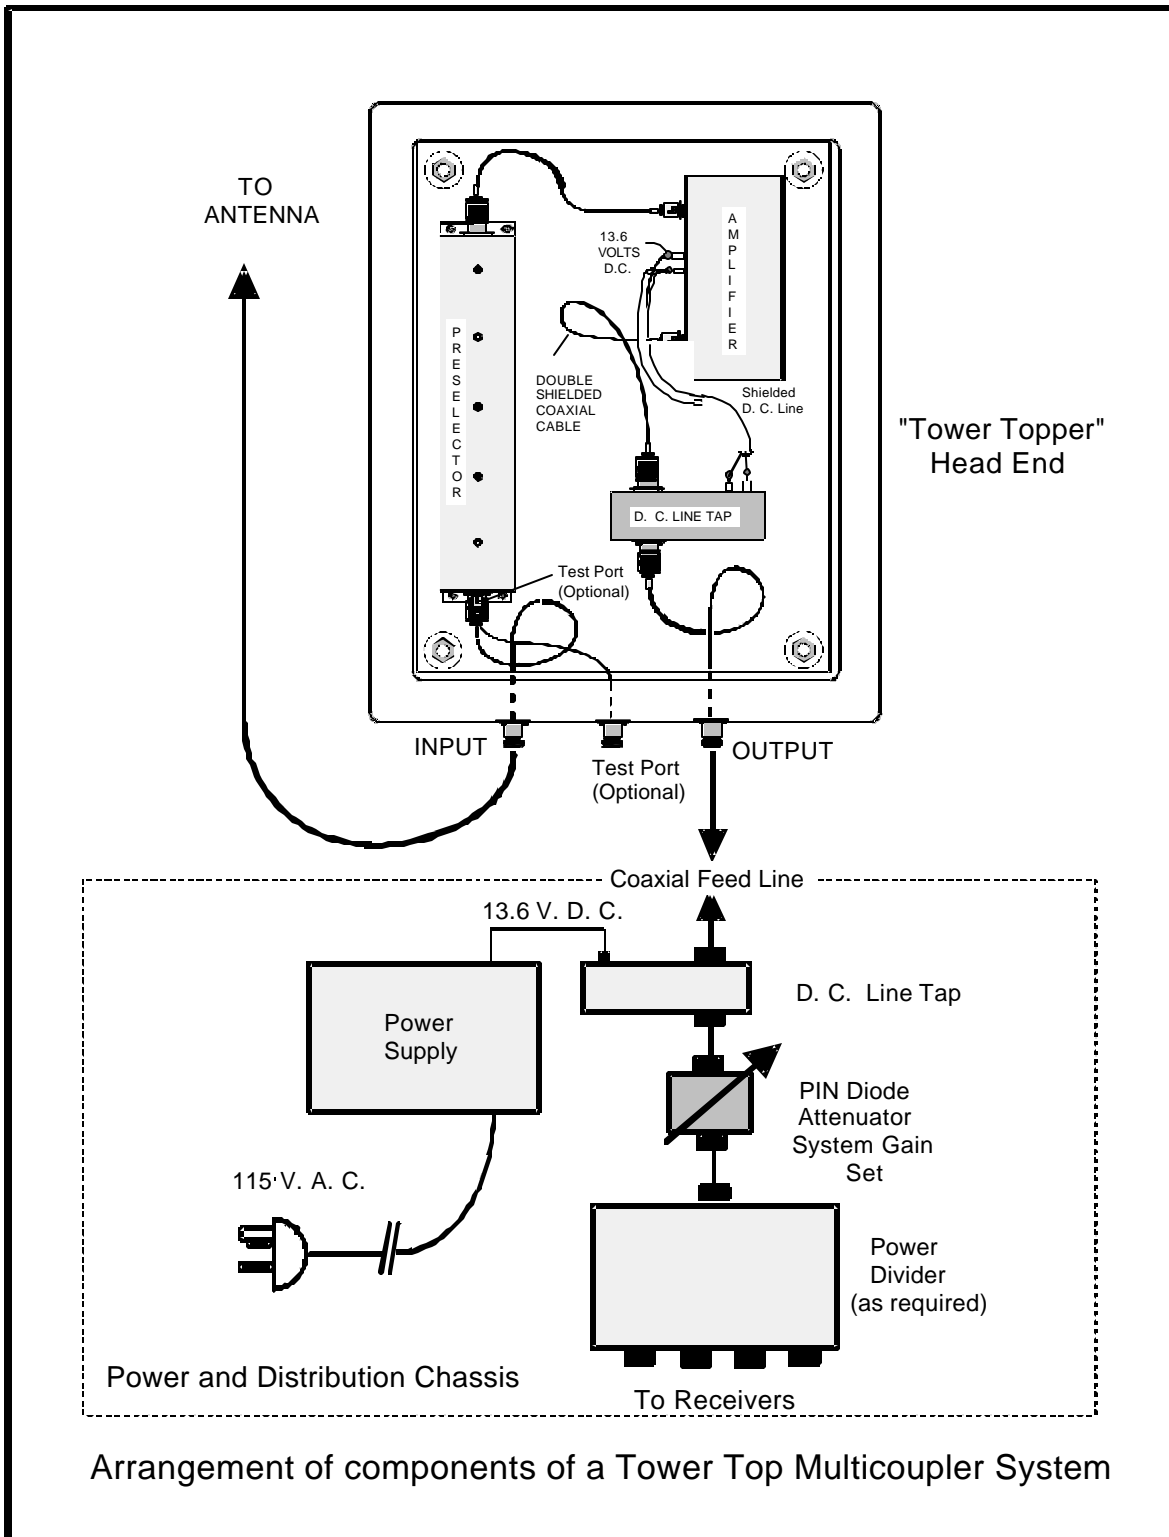 TO
ANTENNA
13.6
VOLTS
D.C.
AMPLIFIER
PRESELECTOR
DOUBLE
SHIELDED
COAXIAL
CABLE
Shielded
D. C. Line
"Tower Topper"
Head End
D. C. LINE TAP
Test Port
(Optional)
INPUT
Test Port
(Optional)
OUTPUT
Coaxial Feed Line
13.6 V. D. C.
Power
Supply
D. C. Line Tap
PIN Diode
Attenuator
System Gain
Set
115 V. A. C.
Power
Divider
(as required)
Power and Distribution Chassis
To Receivers
Arrangement of components of a Tower Top Multicoupler System